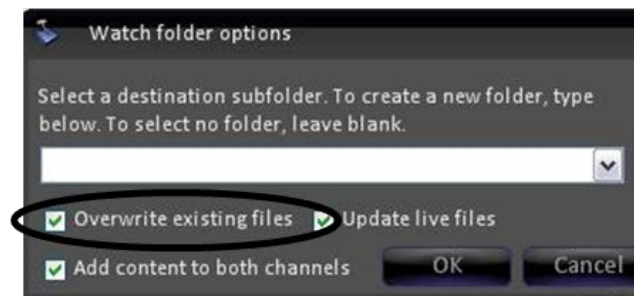 Watch folder options
Select a destination subfolder. To create a new folder, type
below. To select no folder, leave blank.
Overwrite existing files Update live files
Add content to both channels OK Cancel